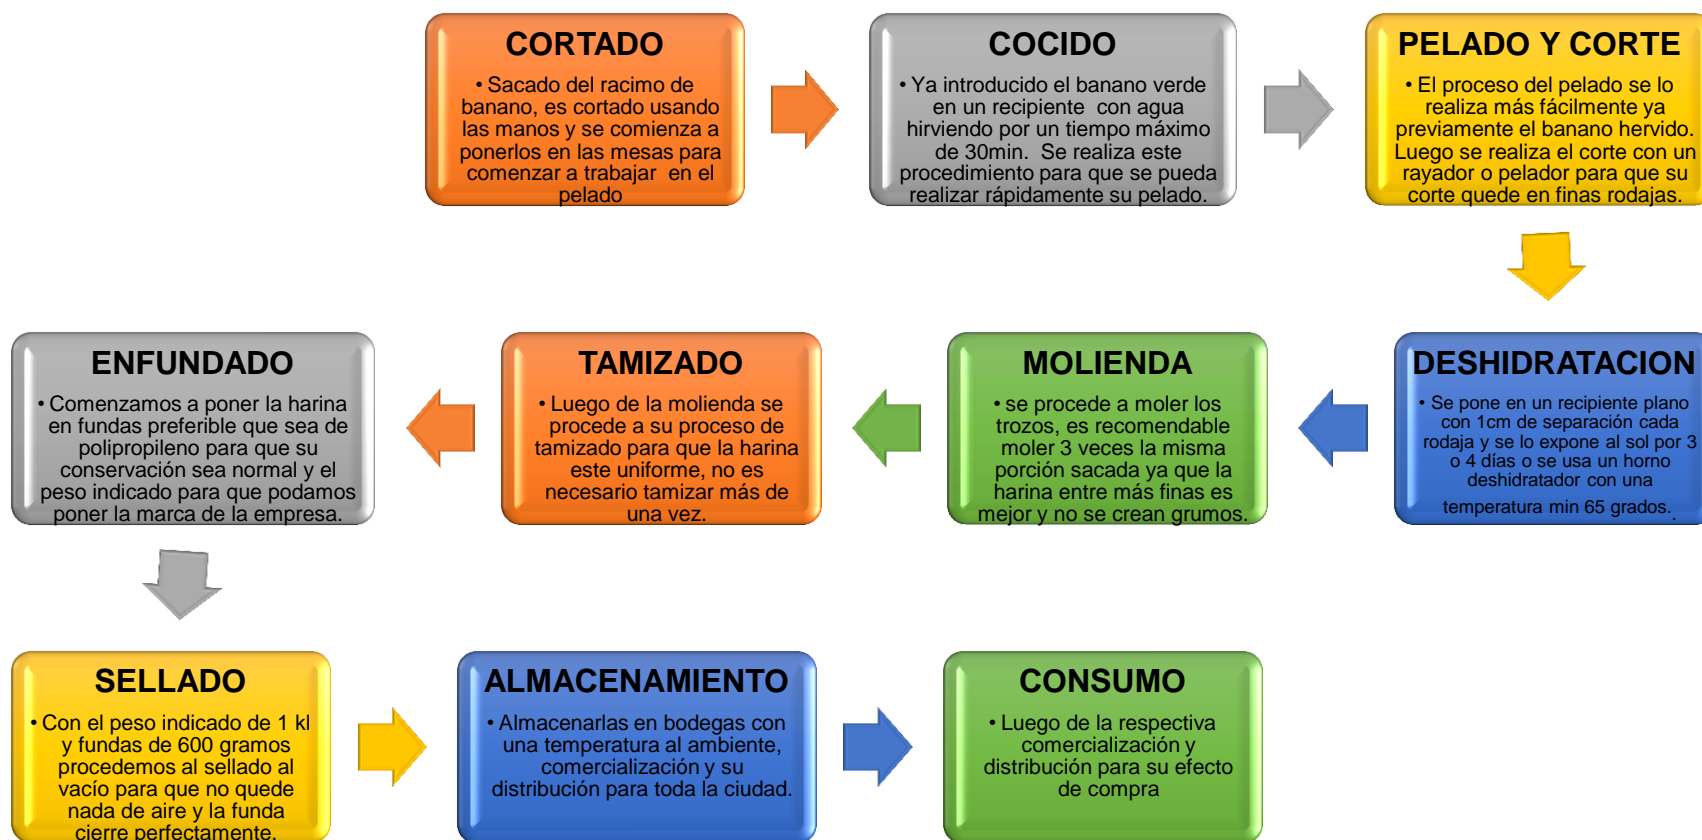 CORTADO
• Sacado del racimo de
banano, es cortado usando
las manos y se comienza a
ponerlos en las mesas para
comenzar a trabajar en el
pelado
COCIDO
• Ya introducido el banano verde
en un recipiente con agua
hirviendo por un tiempo máximo
de 30min. Se realiza este
procedimiento para que se pueda
realizar rápidamente su pelado.
PELADO Y CORTE
• El proceso del pelado se lo
realiza más fácilmente ya
previamente el banano hervido.
Luego se realiza el corte con un
rayador o pelador para que su
corte quede en finas rodajas.
DESHIDRATACION
• Se pone en un recipiente plano
con 1cm de separación cada
rodaja y se lo expone al sol por 3
o 4 días o se usa un horno
deshidratador con una
temperatura min 65 grados. .
MOLIENDA
• se procede a moler los
trozos, es recomendable
moler 3 veces la misma
porción sacada ya que la
harina entre más finas es
mejor y no se crean grumos.
TAMIZADO
• Luego de la molienda se
procede a su proceso de
tamizado para que la harina
este uniforme, no es
necesario tamizar más de
una vez.
ENFUNDADO
• Comenzamos a poner la harina
en fundas preferible que sea de
polipropileno para que su
conservación sea normal y el
peso indicado para que podamos
poner la marca de la empresa.
SELLADO
• Con el peso indicado de 1 kl
y fundas de 600 gramos
procedemos al sellado al
vacío para que no quede
nada de aire y la funda
cierre perfectamente.
ALMACENAMIENTO
• Almacenarlas en bodegas con
una temperatura al ambiente,
comercialización y su
distribución para toda la ciudad.
CONSUMO
• Luego de la respectiva
comercialización y
distribución para su efecto
de compra